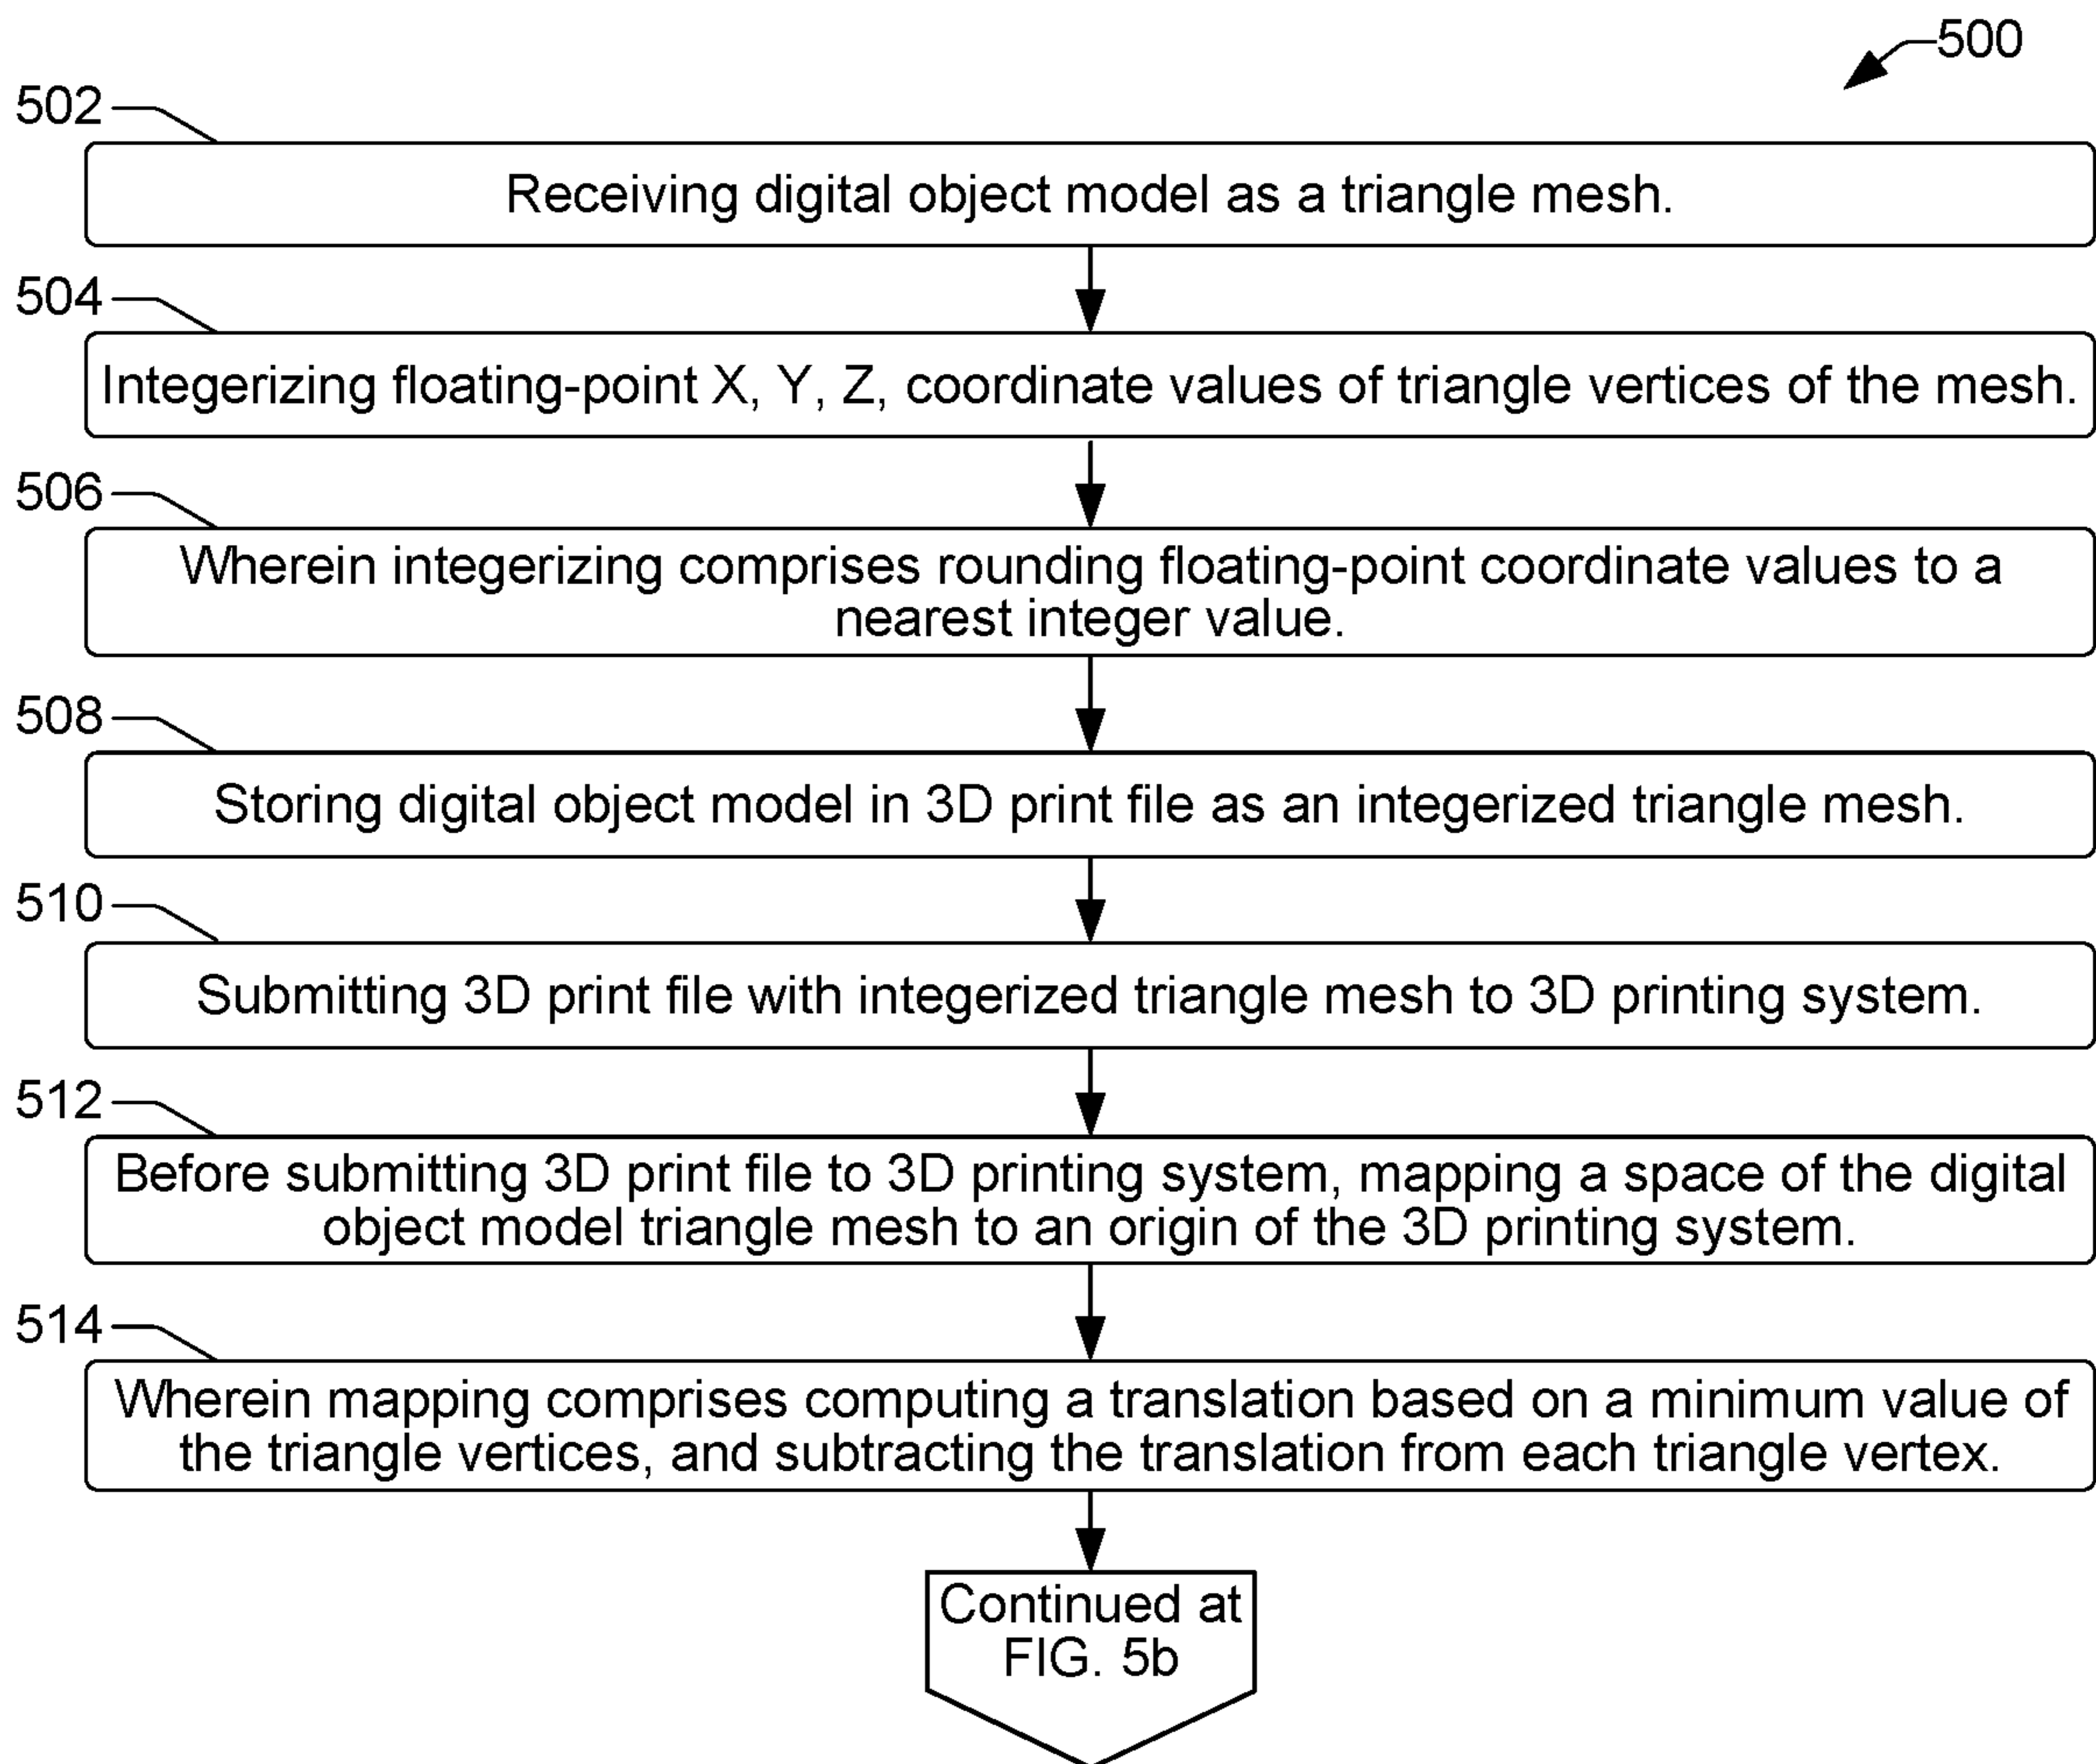 500
502
Receiving digital object model as a triangle mesh.
504
Integerizing floating-point X, Y, Z, coordinate values of triangle vertices of the mesh.
506
Wherein integerizing comprises rounding floating-point coordinate values to a
nearest integer value.
508
Storing digital object model in 3D print file as an integerized triangle mesh.
510
Submitting 3D print file with integerized triangle mesh to 3D printing system.
512
Before submitting 3D print file to 3D printing system, mapping a space of the digital
object model triangle mesh to an origin of the 3D printing system.
514
Wherein mapping comprises computing a translation based on a minimum value of
the triangle vertices, and subtracting the translation from each triangle vertex.
Continued at
FIG. 5b